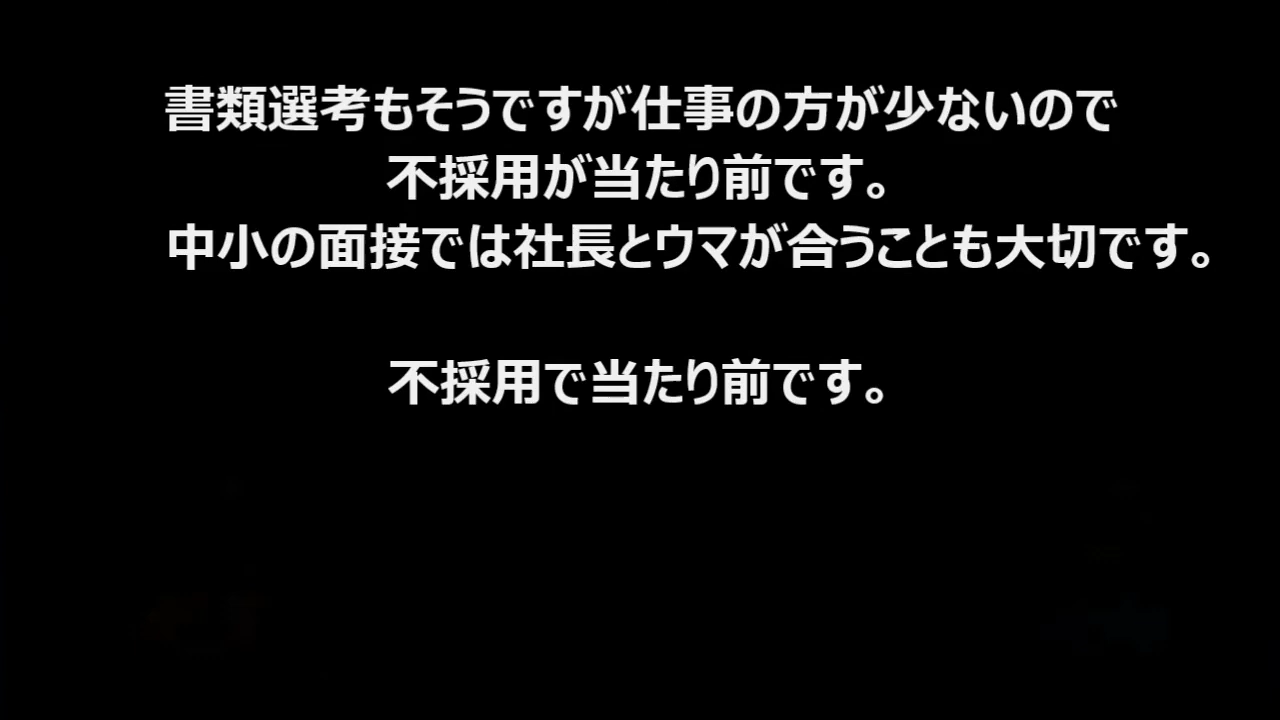 書類選考もそうですが仕事の方が少ないので
不採用が当たり前です。
中小の面接では社長とウマが合うことも大切です。
不採用で当たり前です。